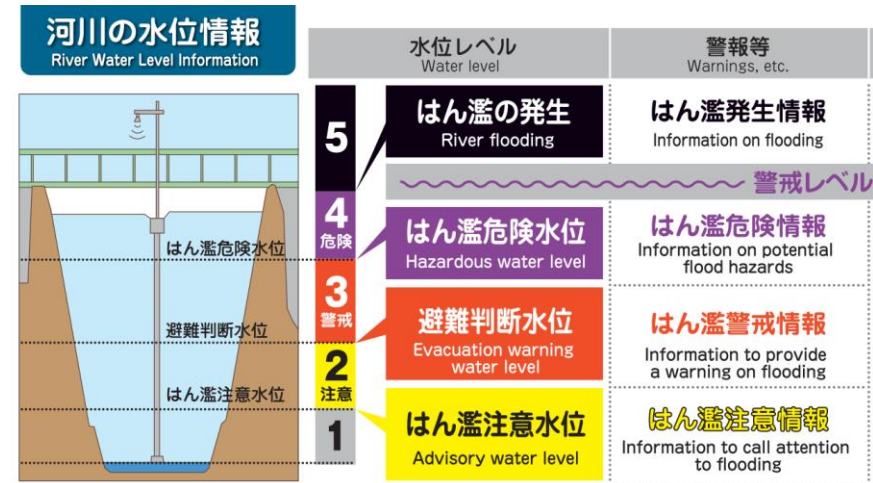 河川の水位情報
River Water Level Information
水位レベル
Water level
警報等
Warnings, etc.
5
はん濫の発生
River flooding
はん濫発生情報
Information on flooding
警戒レベル
4
危険
はん濫危険水位
はん濫危険水位
Hazardous water level
はん濫危険情報
Information on potential
flood hazards
3
警戒
避難判断水位
避難判断水位
Evacuation warning
water level
はん濫警戒情報
Information to provide
a warning on flooding
2
注意
はん濫注意水位
はん濫注意水位
Advisory water level
はん濫注意情報
Information to call attention
to flooding
1